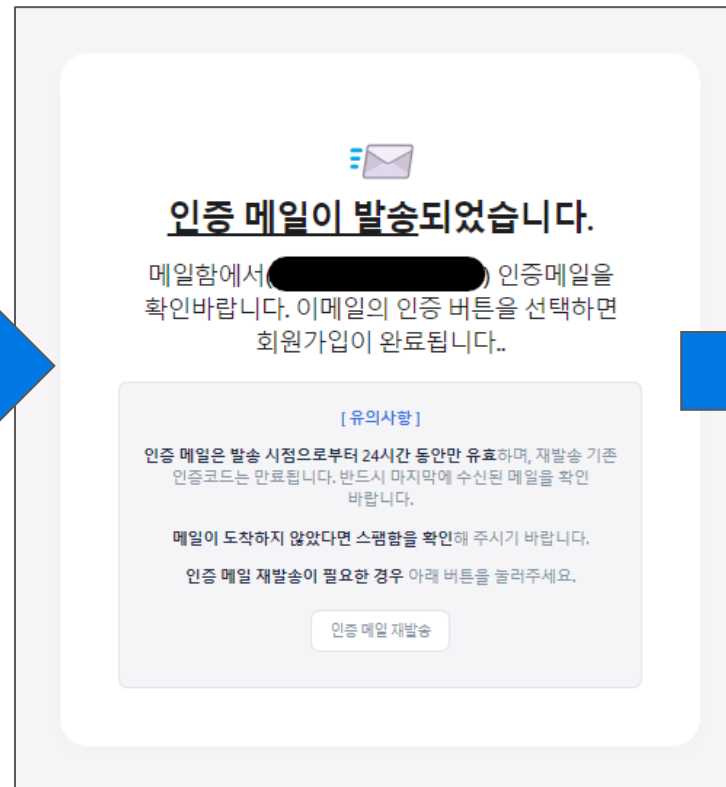 인증 메일이 발송되었습니다.
메일함에서( ) 인증메일을
확인바랍니다. 이메일의 인증 버튼을 선택하면
회원가입이 완료됩니다..
[ 유의사항 ]
인증 메일은 발송 시점으로부터 24시간 동안만 유효하며, 재발송 기존
인증코드는 만료됩니다. 반드시 마지막에 수신된 메일을 확인
바랍니다.
메일이 도착하지 않았다면 스팸함을 확인해 주시기 바랍니다.
인증 메일 재발송이 필요한 경우 아래 버튼을 눌러주세요.
인증 메일 재발송